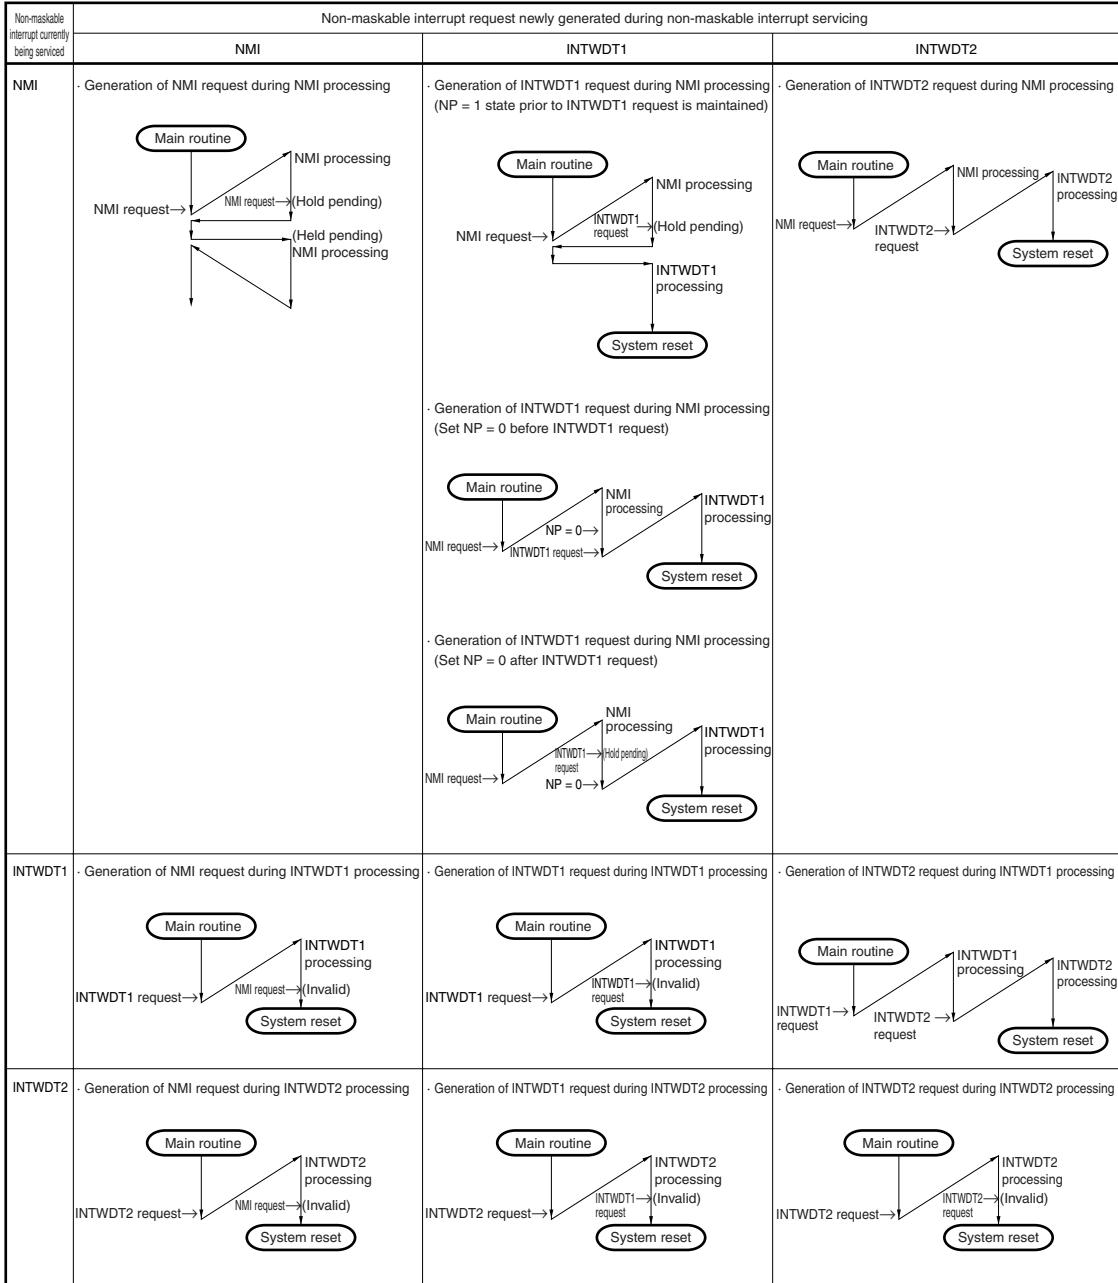 Non-maskable
interrupt currently
being serviced
Non-maskable interrupt request newly generated during non-maskable interrupt servicing
NMI
INTWDT1
INTWDT2
NMI
· Generation of NMI request during NMI processing
Main routine
NMI processing
NMI request→
NMI request→(Hold pending)
(Held pending)
NMI processing
· Generation of INTWDT1 request during NMI processing
(NP = 1 state prior to INTWDT1 request is maintained)
Main routine
NMI processing
NMI request→
INTWDT1
request
→(Hold pending)
INTWDT1
processing
System reset
· Generation of INTWDT1 request during NMI processing
(Set NP = 0 before INTWDT1 request)
Main routine
NMI
processing
INTWDT1
processing
NP = 0→
NMI request→
INTWDT1 request→
System reset
· Generation of INTWDT1 request during NMI processing
(Set NP = 0 after INTWDT1 request)
Main routine
NMI
processing
INTWDT1
processing
INTWDT1→(Hold pending)
request
NMI request→
NP = 0→
System reset
· Generation of INTWDT2 request during NMI processing
Main routine
NMI processing
INTWDT2
processing
NMI request→
INTWDT2→
request
System reset
INTWDT1
· Generation of NMI request during INTWDT1 processing
Main routine
INTWDT1
processing
INTWDT1 request→
NMI request→(Invalid)
System reset
· Generation of INTWDT1 request during INTWDT1 processing
Main routine
INTWDT1
processing
INTWDT1 request→
INTWDT1→(Invalid)
request
System reset
· Generation of INTWDT2 request during INTWDT1 processing
Main routine
INTWDT1
processing
INTWDT2
processing
INTWDT1→
request
INTWDT2→
request
System reset
INTWDT2
· Generation of NMI request during INTWDT2 processing
Main routine
INTWDT2
processing
INTWDT2 request→
NMI request→(Invalid)
System reset
· Generation of INTWDT1 request during INTWDT2 processing
Main routine
INTWDT2
processing
INTWDT2 request→
INTWDT1→(Invalid)
request
System reset
· Generation of INTWDT2 request during INTWDT2 processing
Main routine
INTWDT2
processing
INTWDT2 request→
INTWDT2→(Invalid)
request
System reset